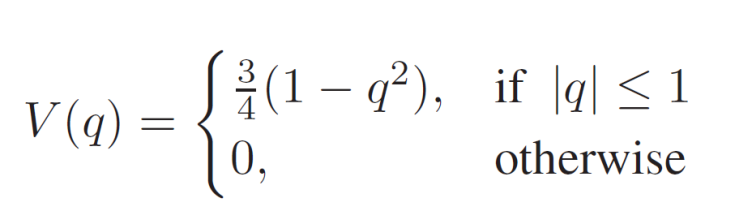 V(q) = { 3/4 (1 − q²), if |q| ≤ 1
0, otherwise